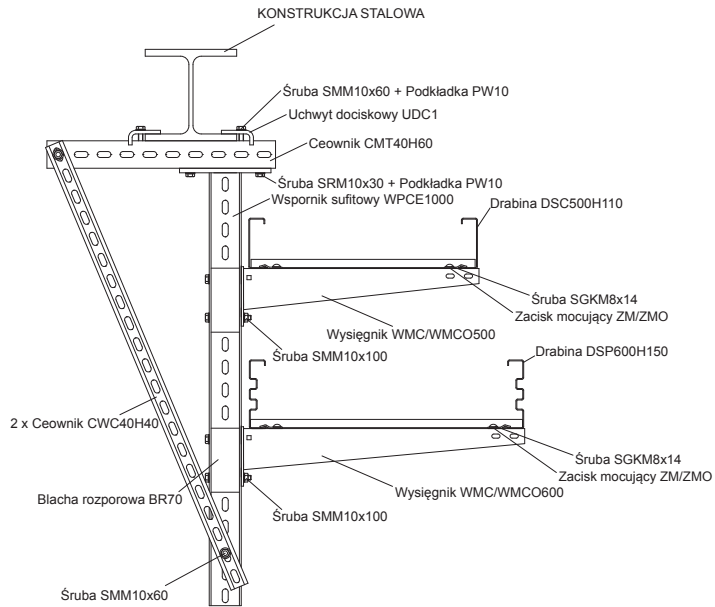 KONSTRUKCJA STALOWA
Śruba SMM10x60 + Podkładka PW10
Uchwyt dociskowy UDC1
Ceownik CMT40H60
Śruba SRM10x30 + Podkładka PW10
Wspornik sufitowy WPCE1000
Drabina DSC500H110
Śruba SGKM8x14
Zacisk mocujący ZM/ZMO
Wysięgnik WMC/WMCO500
Śruba SMM10x100
Drabina DSP600H150
2 x Ceownik CWC40H40
Śruba SGKM8x14
Zacisk mocujący ZM/ZMO
Wysięgnik WMC/WMCO600
Blacha rozporowa BR70
Śruba SMM10x100
Śruba SMM10x60